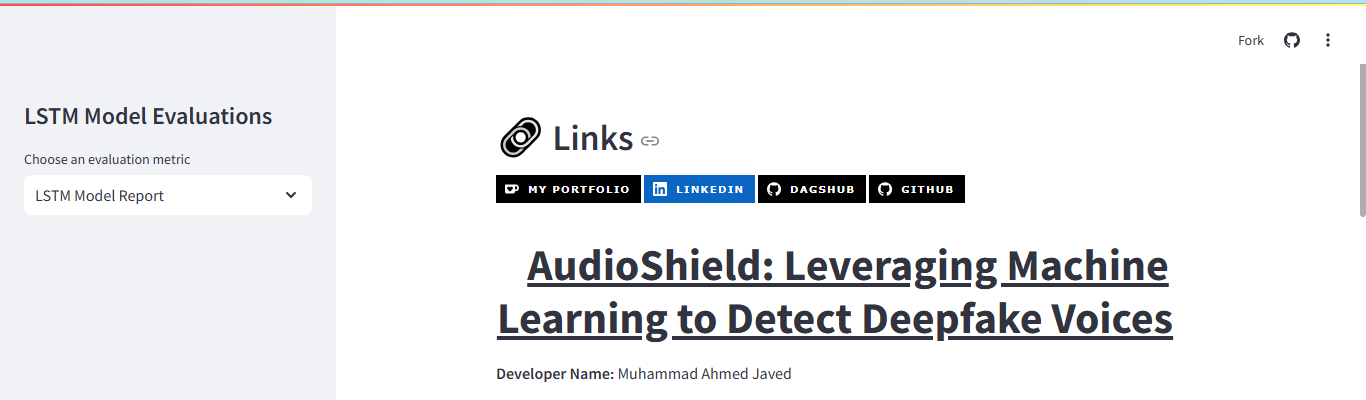 Fork
LSTM Model Evaluations
Choose an evaluation metric
LSTM Model Report
Links
MY PORTFOLIO LINKEDIN DAGSHUB GITHUB
AudioShield: Leveraging Machine
Learning to Detect Deepfake Voices
Developer Name: Muhammad Ahmed Javed